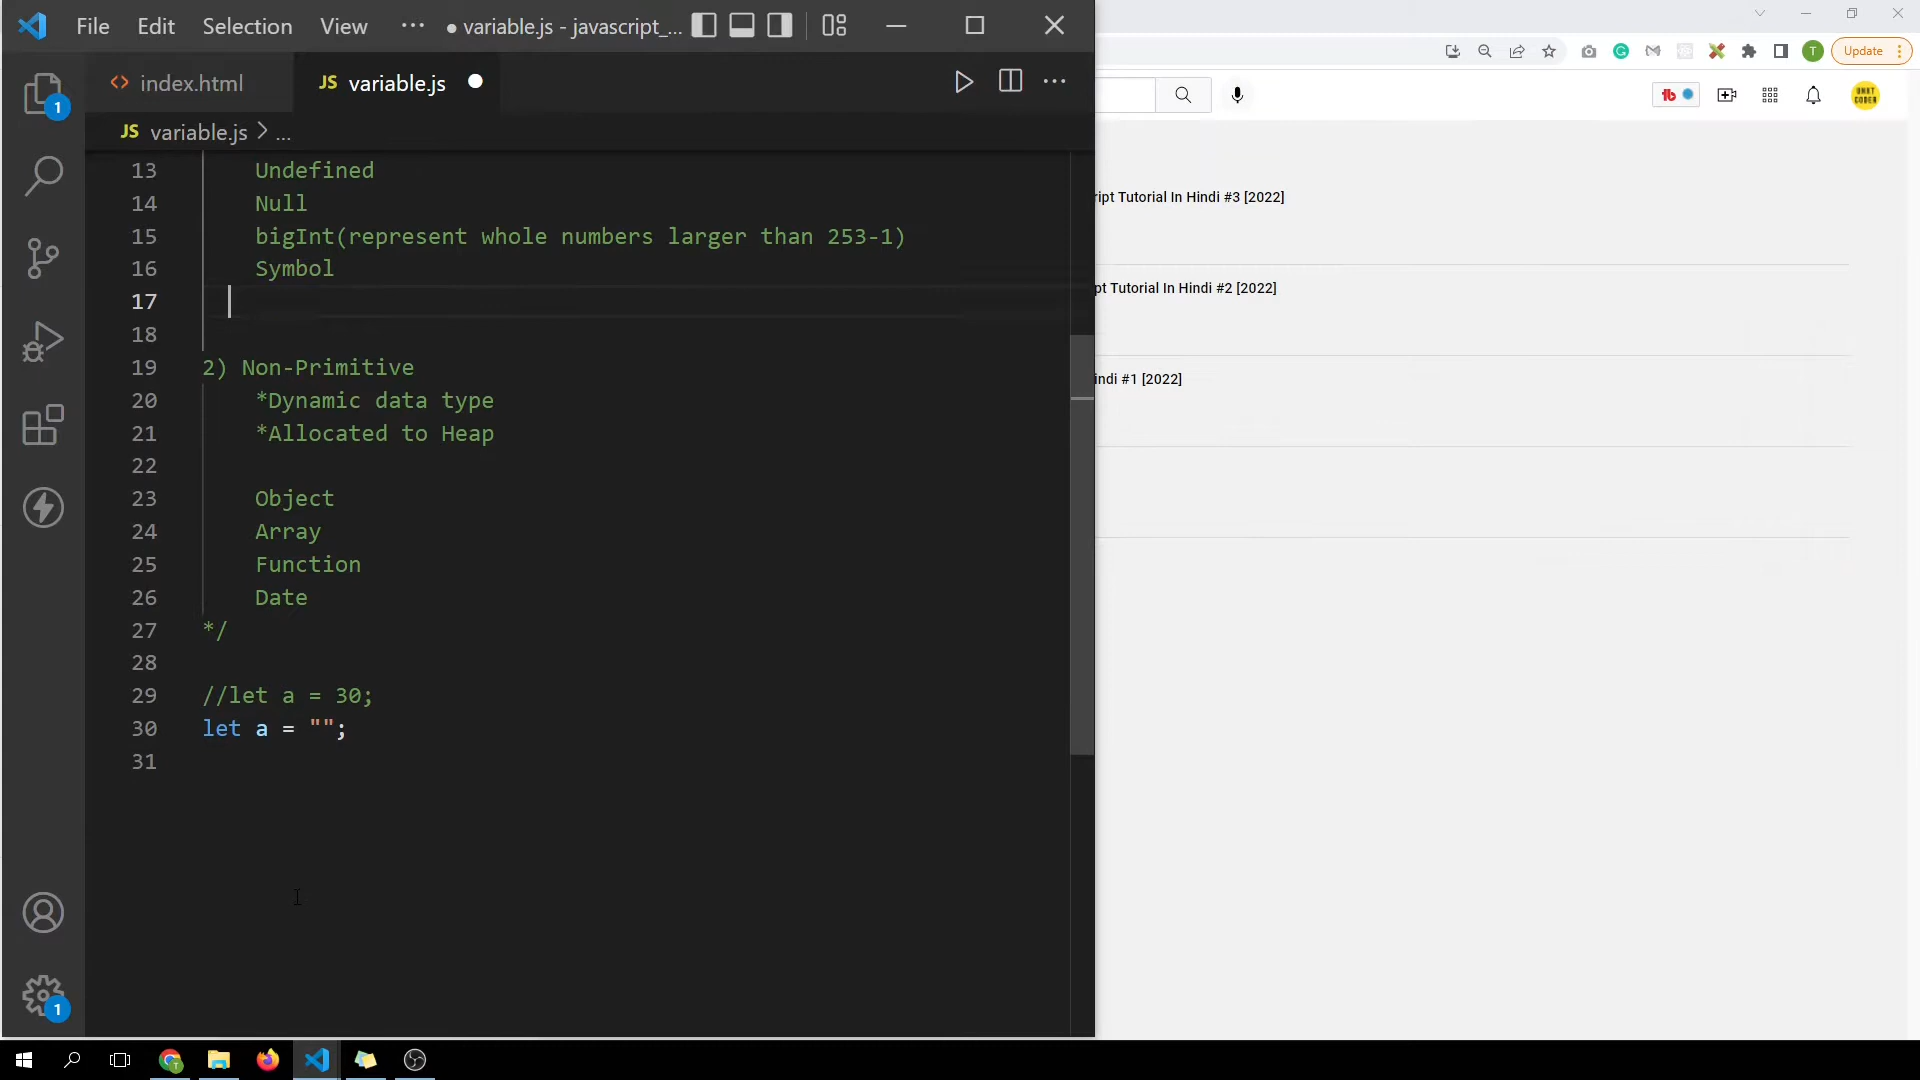 File Edit Selection View ··· ● variable.js - javascript_...
index.html JS variable.js
Update
JS variable.js > ...
13 Undefined
14 Null
15 bigInt(represent whole numbers larger than 253-1)
16 Symbol
17
18
19 2) Non-Primitive
20 *Dynamic data type
21 *Allocated to Heap
22
23 Object
24 Array
25 Function
26 Date
27 */
28
29 //let a = 30;
30 let a = "";
31
ript Tutorial In Hindi #3 [2022]
pt Tutorial In Hindi #2 [2022]
indi #1 [2022]
1
1
T
tb